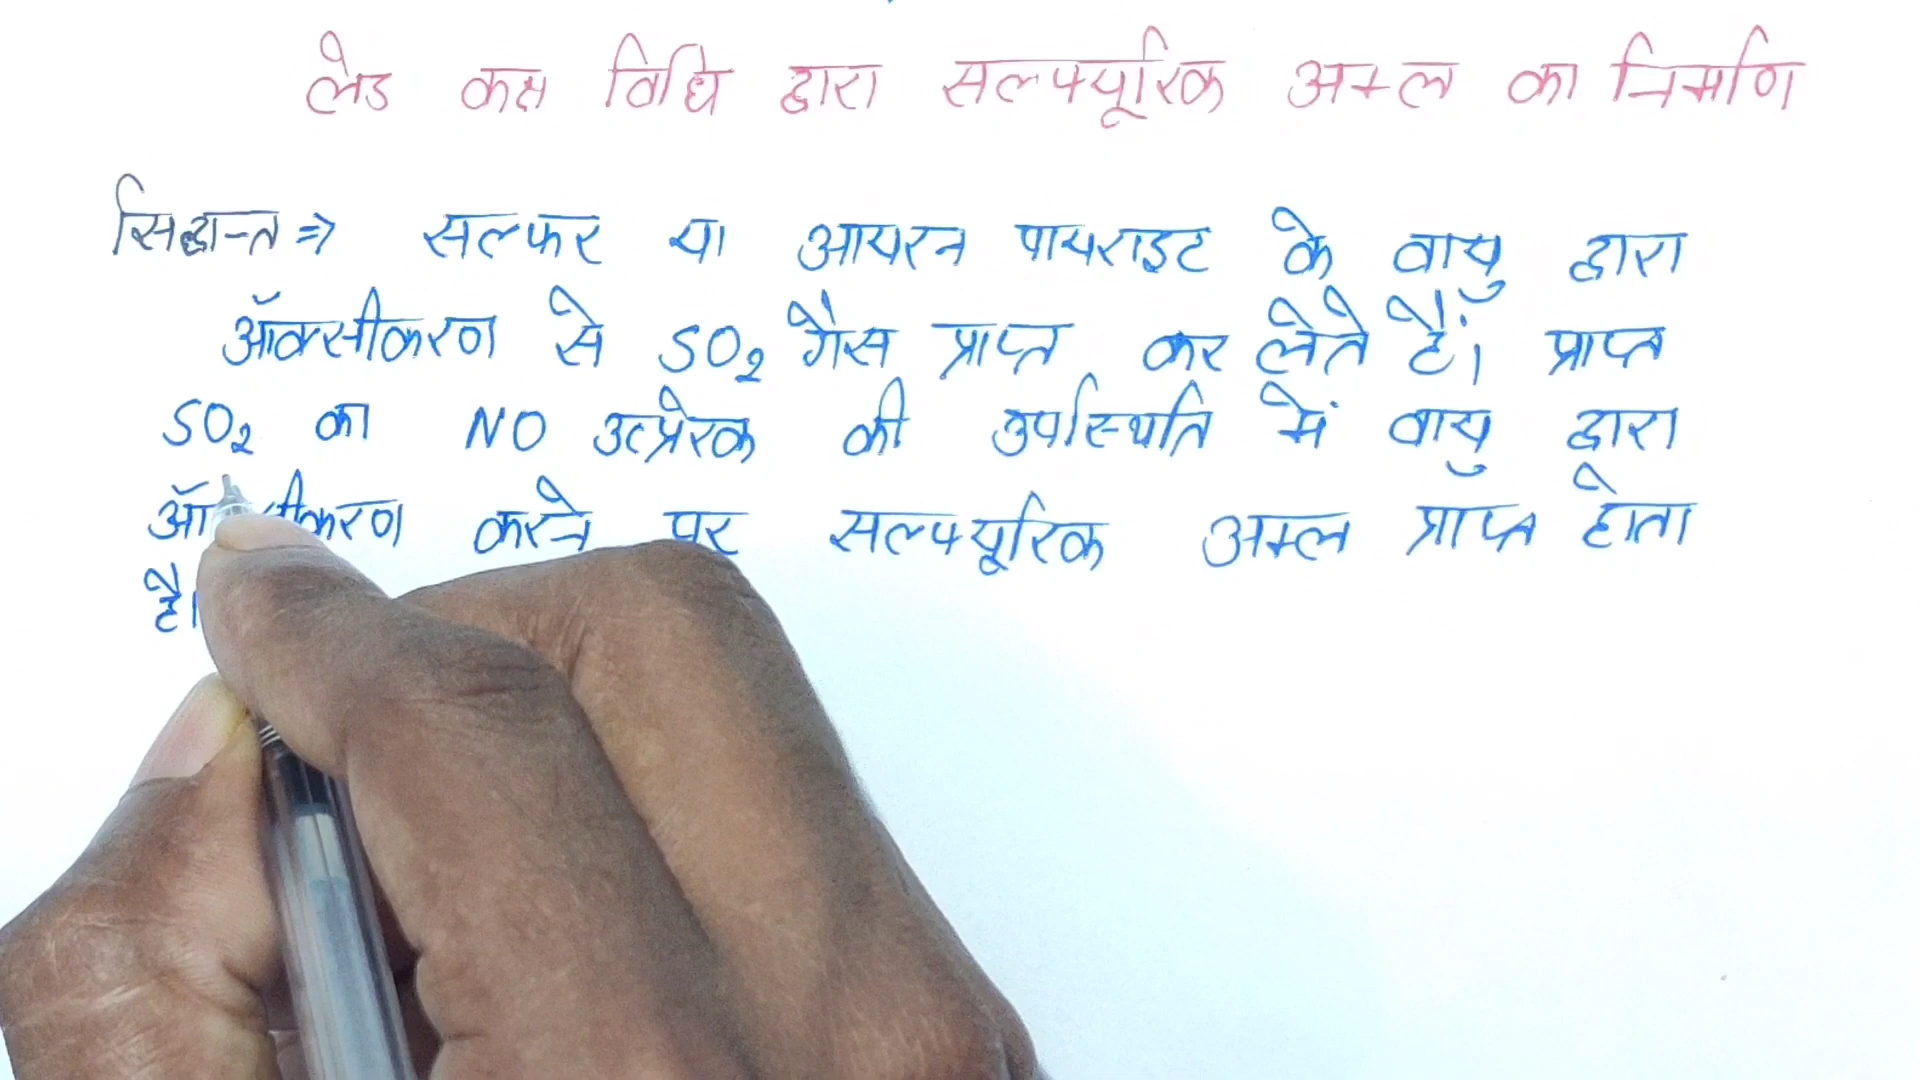 लेड कक्ष विधि द्वारा सल्फ्यूरिक अम्ल का निर्माण
सिद्धान्त ⇒ सल्फर या आयरन पायराइट के वायु द्वारा
ऑक्सीकरण से SO₂ गैस प्राप्त कर लेते हैं। प्राप्त
SO₂ का NO उत्प्रेरक की उपस्थिति में वायु द्वारा
करने पर सल्फ्यूरिक अम्ल प्राप्त होता
है।